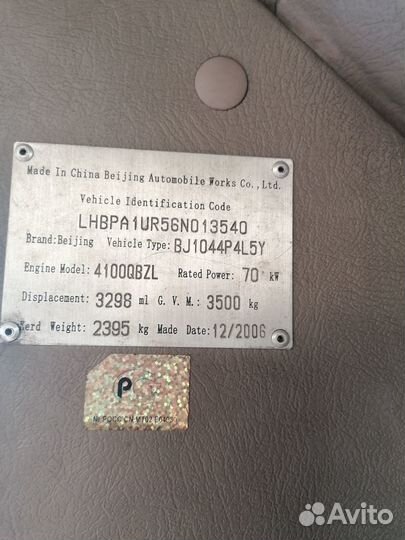 Made In China Beijing Automobile Works Co.,Ltd.
Vehicle Identification Code
LHBPA1UR56N013540
Brand:Beijing Vehicle Type: BJ1044P4L5Y
Engine Model: 4100QBZL Rated Power: 70 kW
Displacement: 3298 ml G. V. M.: 3500 kg
Kerd Weight: 2395 kg Made Date: 12/2006
P
Avito